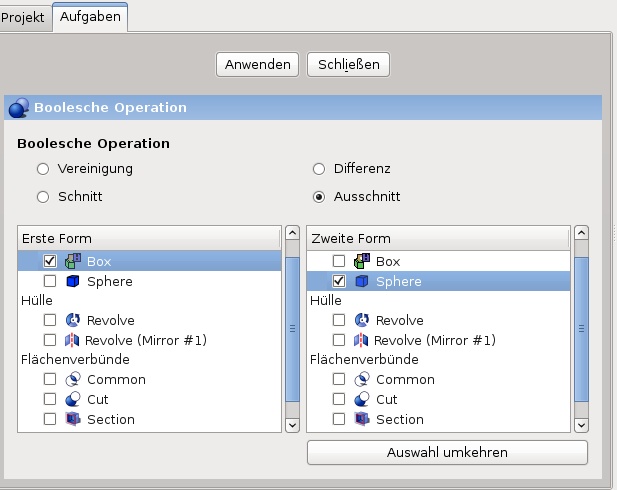 Projekt Aufgaben
Anwenden Schließen
Boolesche Operation
Boolesche Operation
Vereinigung Differenz
Schnitt Ausschnitt
Erste Form Zweite Form
Box Box
Sphere Sphere
Hülle Hülle
Revolve Revolve
Revolve (Mirror #1) Revolve (Mirror #1)
Flächenverbünde Flächenverbünde
Common Common
Cut Cut
Section Section
Auswahl umkehren